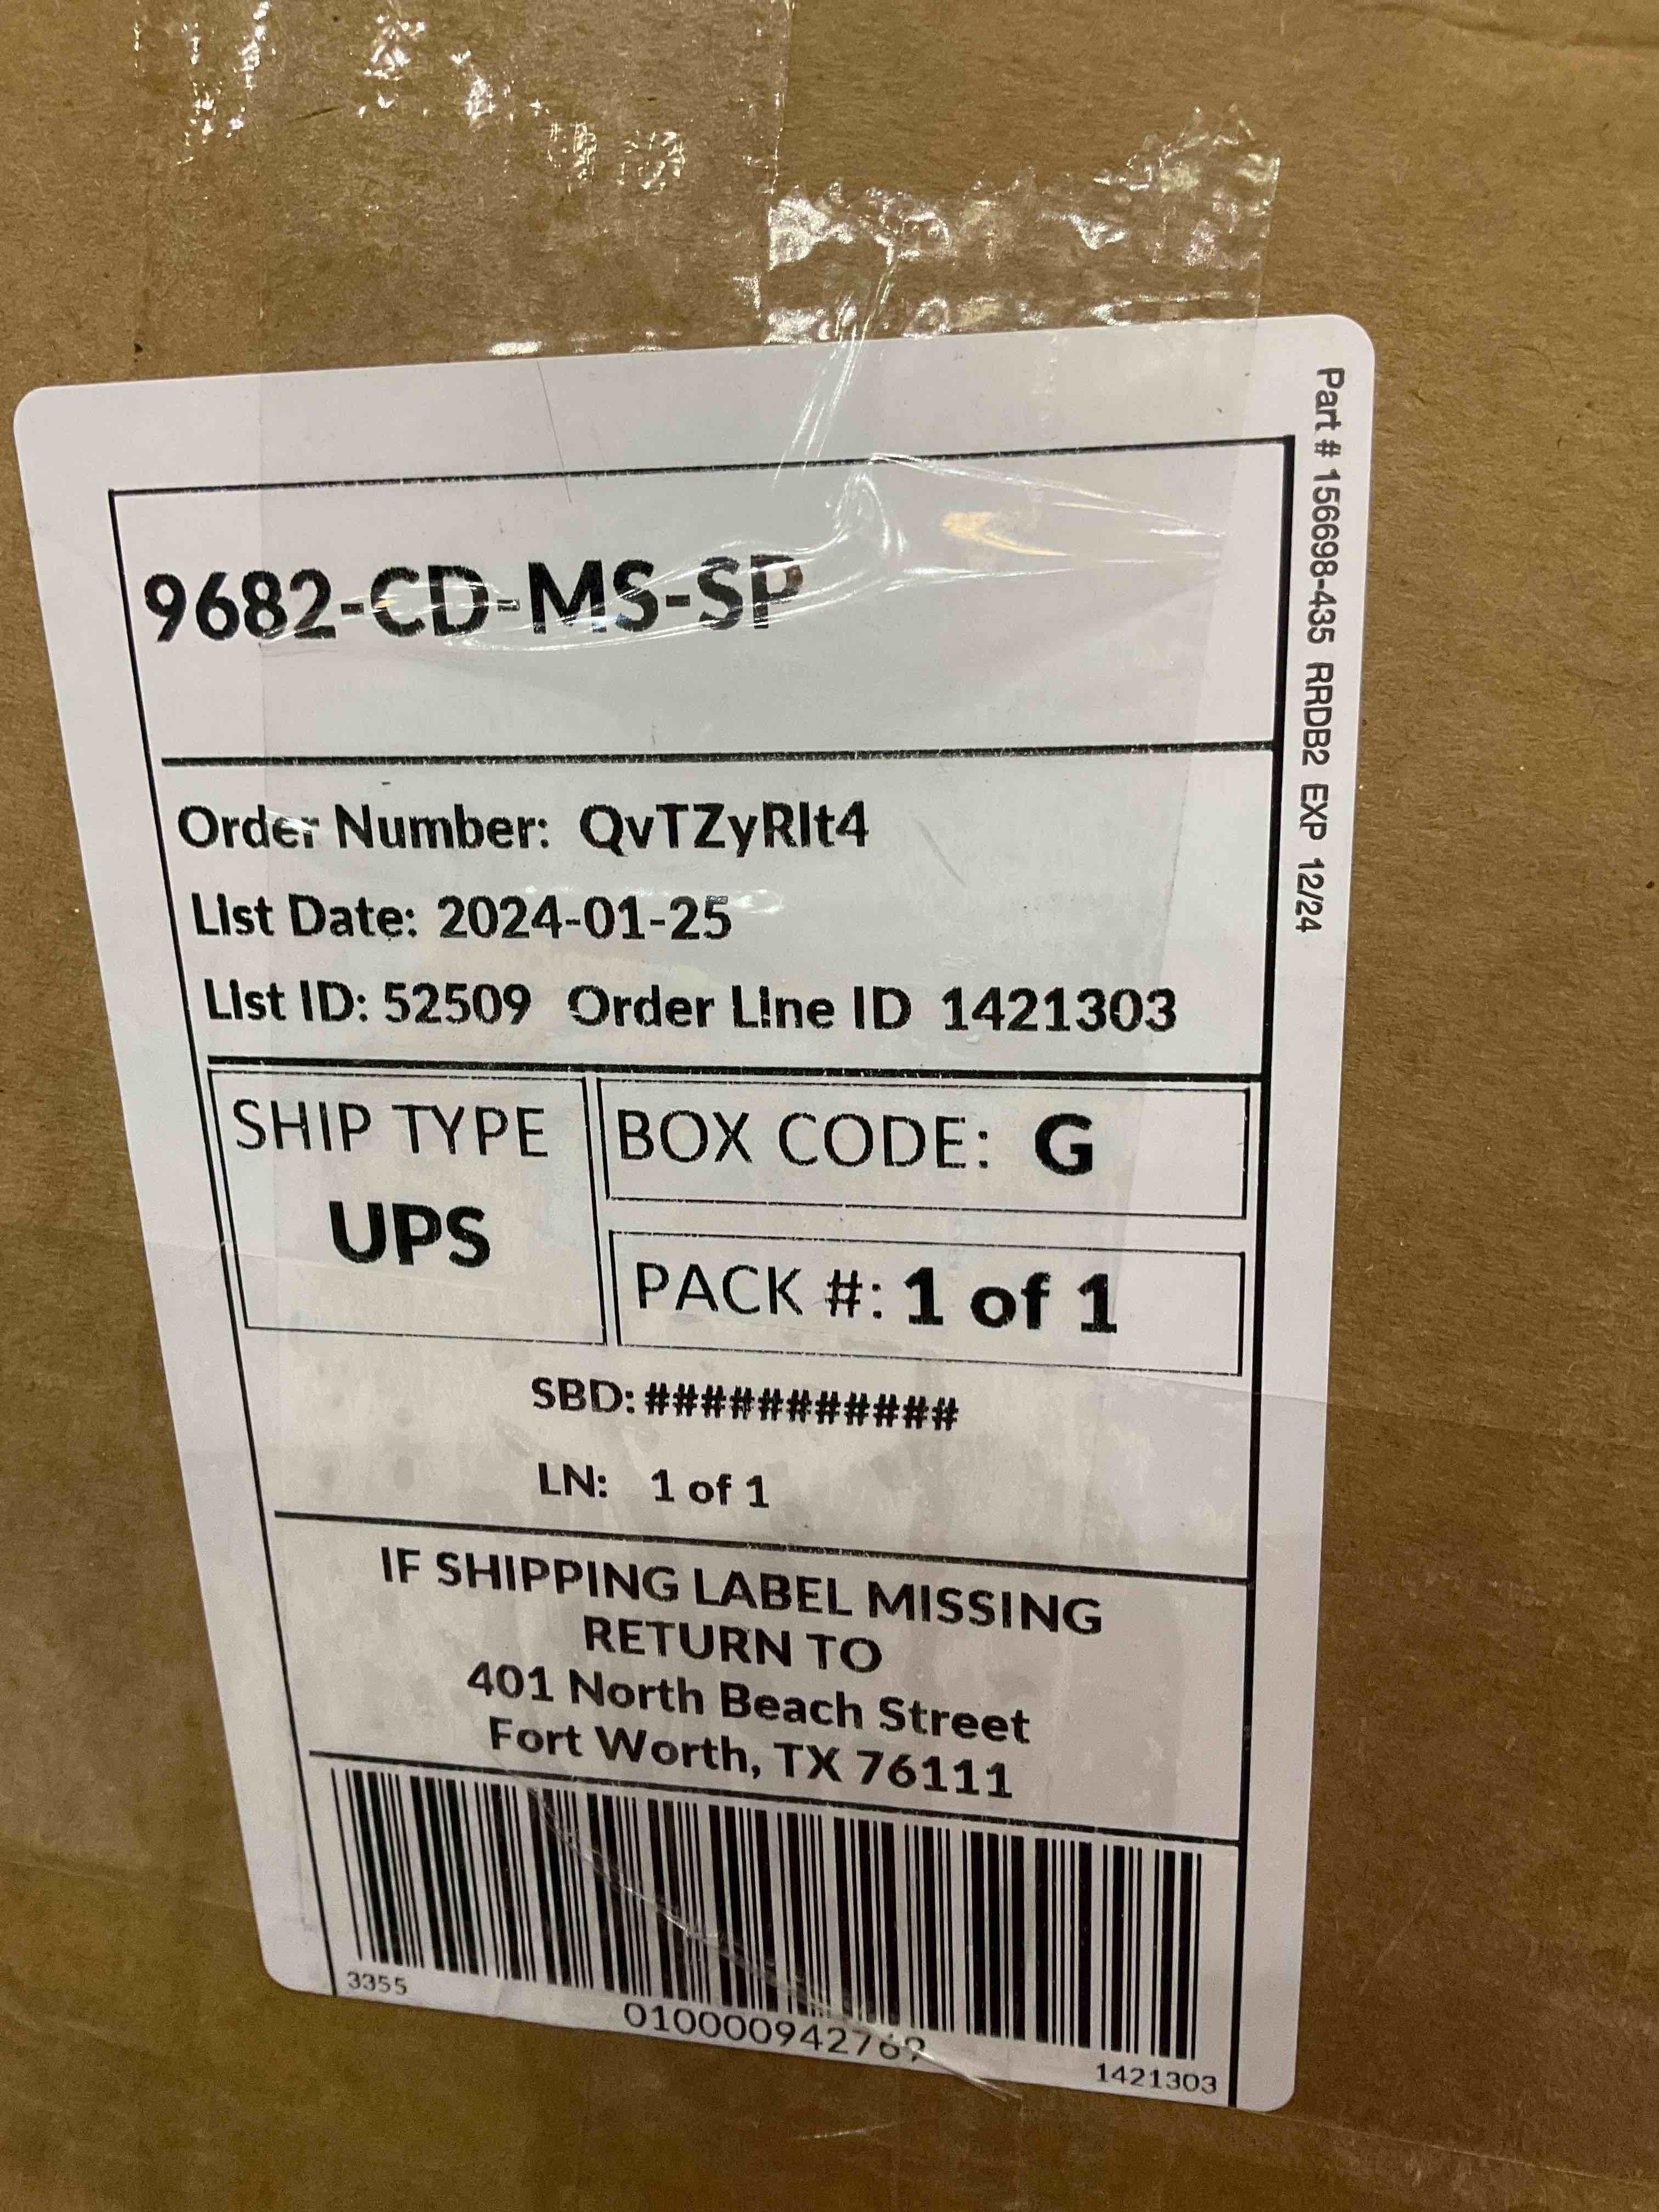 9682-CD-MS-SP
Order Number: QvTZyRIt4
List Date: 2024-01-25
List ID: 52509 Order Line ID 1421303
SHIP TYPE
UPS
BOX CODE: G
PACK #: 1 of 1
SBD: ###########
LN: 1 of 1
IF SHIPPING LABEL MISSING
RETURN TO
401 North Beach Street
Fort Worth, TX 76111
3355
010000942769
1421303
Part # 156698-435 RRDB2 EXP 12/24